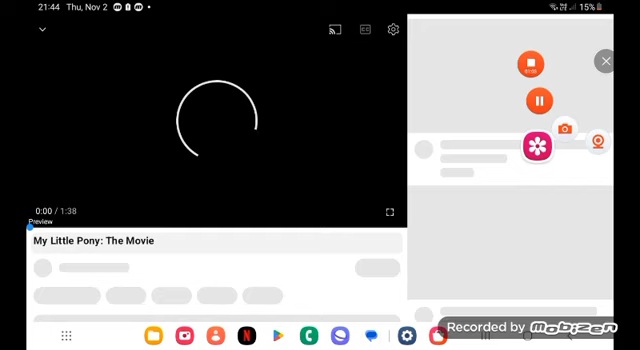 21:44 Thu, Nov 2
15%
CC
0:00 / 1:38
Preview
My Little Pony: The Movie
Recorded by mobizen